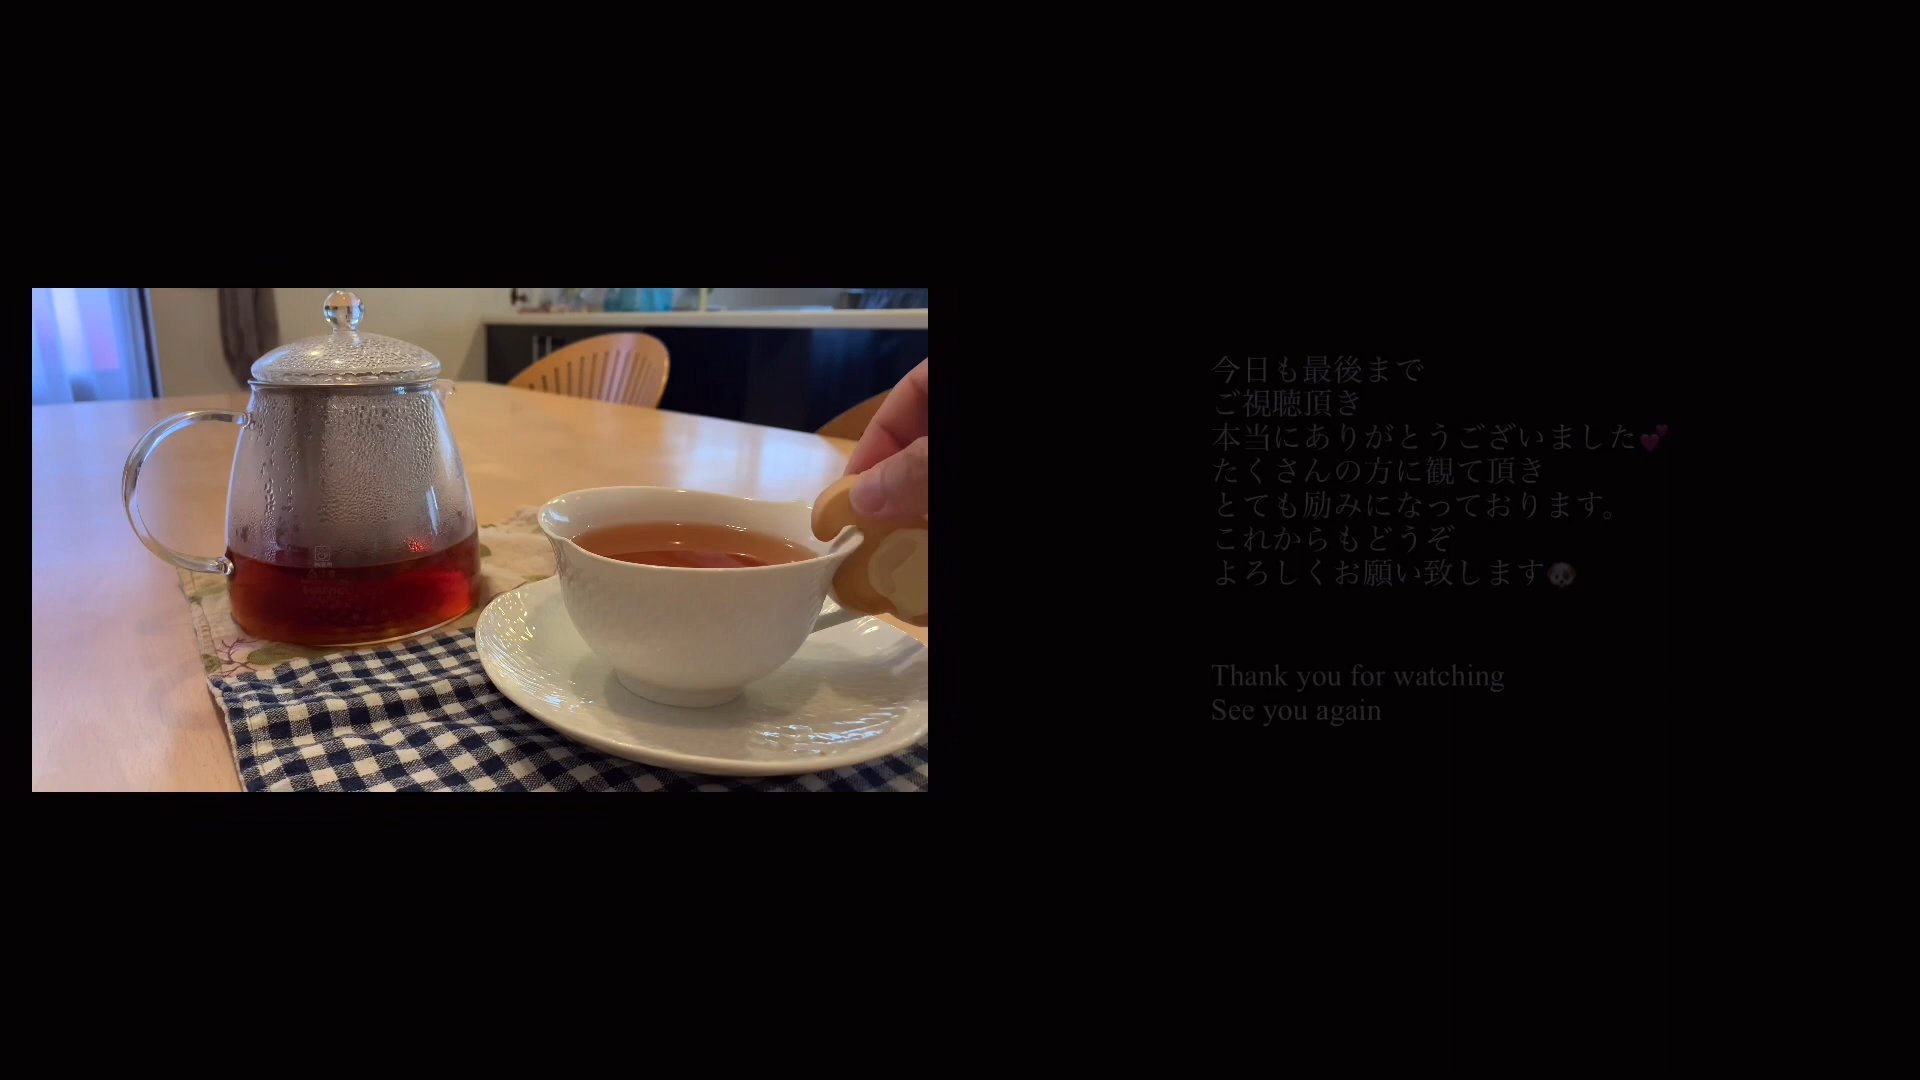 今日も最後まで
ご視聴頂き
本当にありがとうございました💕
たくさんの方に観て頂き
とても励みになっております。
これからもどうぞ
よろしくお願い致します🐶
Thank you for watching
See you again